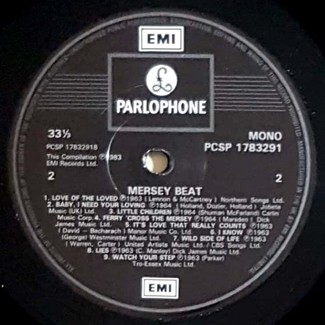 EMI
PARLOPHONE
33⅓
MONO
PCSP 1783291B
PCSP 1783291
This Compilation ℗1983
EMI Records Ltd.
2
2
MERSEY BEAT
1. LOVE OF THE LOVED ℗1963 (Lennon & McCartney) Northern Songs Ltd.
2. BABY, I NEED YOUR LOVING ℗1964 (Holland, Dozier, Holland) Jobete
Music (UK) Ltd. 3. LITTLE CHILDREN ℗1964 (Shuman McFarland) Carlin
Music Corp. 4. FERRY 'CROSS THE MERSEY ℗1964 (Marsden) Dick
James Music Ltd. 5. IT'S LOVE THAT REALLY COUNTS ℗1963
(David – Bacharach) Manor Music Co Ltd. 6. I KNOW ℗1963
(George) Westminster Music Ltd. 7. WILD SIDE OF LIFE ℗1963
(Warren, Carter) United Artists Music Ltd / CBS Songs Ltd.
8. LIES ℗1963 (C. Manley) Dick James Music Ltd.
9. WATCH YOUR STEP ℗1963 (Parker)
Tro-Essex Music Ltd.
EMI